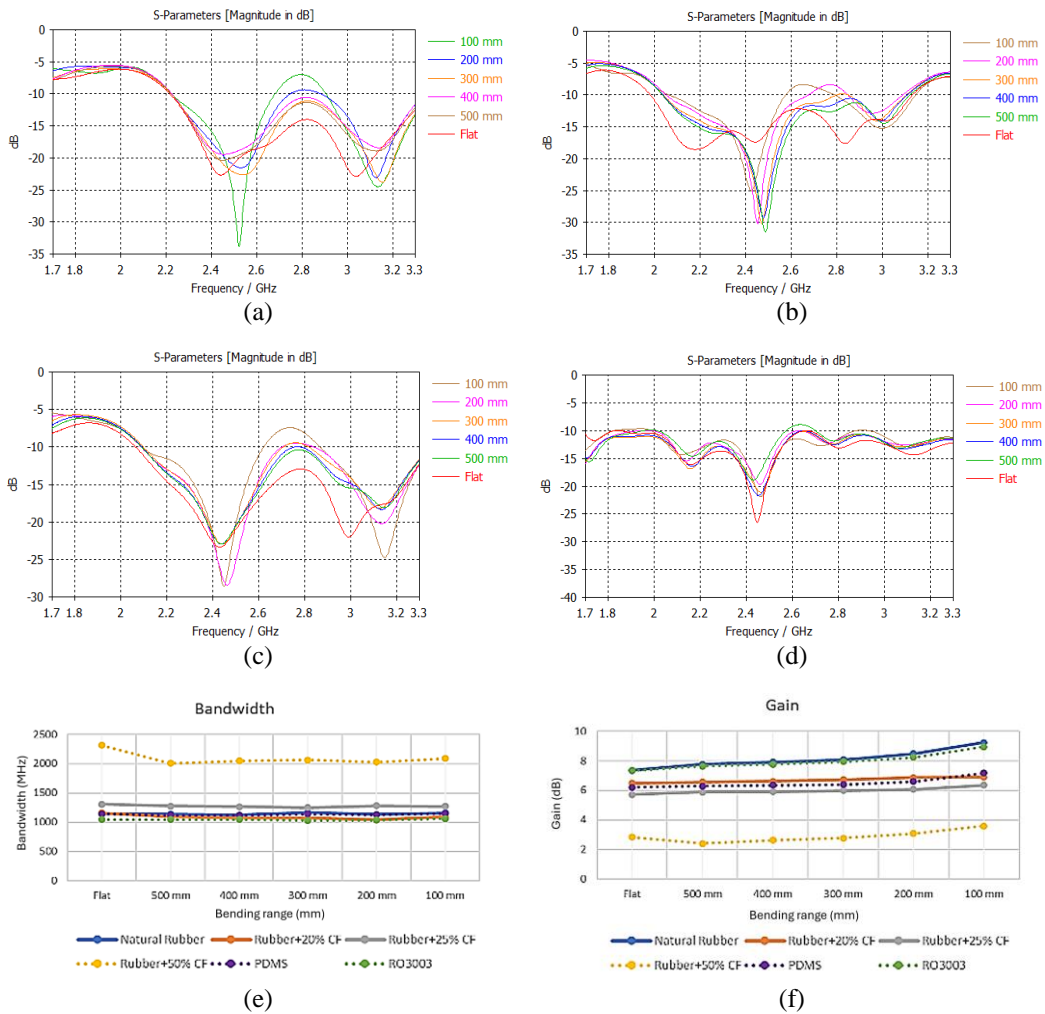 S-Parameters [Magnitude in dB]
0
-5
-10
-15
-20
-25
-30
-35
dB
1.7 1.8 2 2.2 2.4 2.6 2.8 3 3.3
Frequency / GHz
100 mm
200 mm
300 mm
400 mm
500 mm
Flat
(a)
S-Parameters [Magnitude in dB]
0
-5
-10
-15
-20
-25
-30
-35
dB
1.7 1.8 2 2.2 2.4 2.6 2.8 3 3.3
Frequency / GHz
100 mm
200 mm
300 mm
400 mm
500 mm
Flat
(b)
S-Parameters [Magnitude in dB]
0
-5
-10
-15
-20
-25
-30
dB
1.7 1.8 2 2.2 2.4 2.6 2.8 3 3.3
Frequency / GHz
100 mm
200 mm
300 mm
400 mm
500 mm
Flat
(c)
S-Parameters [Magnitude in dB]
0
-5
-10
-15
-20
-25
-30
-35
-40
dB
1.7 1.8 2 2.2 2.4 2.6 2.8 3 3.3
Frequency / GHz
100 mm
200 mm
300 mm
400 mm
500 mm
Flat
(d)
Bandwidth
2500
2000
1500
1000
500
0
Bandwidth (MHz)
Flat 500 mm 400 mm 300 mm 200 mm 100 mm
Bending range (mm)
Natural Rubber Rubber+20% CF Rubber+25% CF
Rubber+50% CF PDMS RO3003
(e)
Gain
10
8
6
4
2
0
Gain (dB)
Flat 500 mm 400 mm 300 mm 200 mm 100 mm
Bending range (mm)
Natural Rubber Rubber+20% CF Rubber+25% CF
Rubber+50% CF PDMS RO3003
(f)